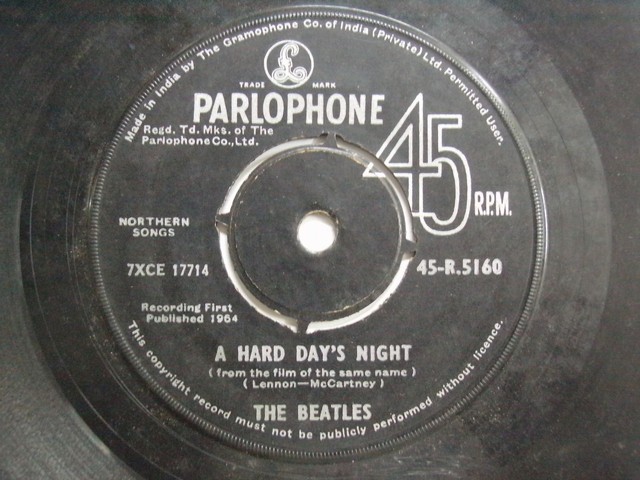 Made in India by The Gramophone Co. of India (Private) Ltd. Permitted User.
£
TRADE MARK
PARLOPHONE
Regd. Td. Mks. of The
Parlophone Co., Ltd.
45
R.P.M.
NORTHERN
SONGS
7XCE 17714
45-R.5160
Recording First
Published 1964
A HARD DAY'S NIGHT
(from the film of the same name)
(Lennon—McCartney)
THE BEATLES
This copyright record must not be publicly performed without licence.